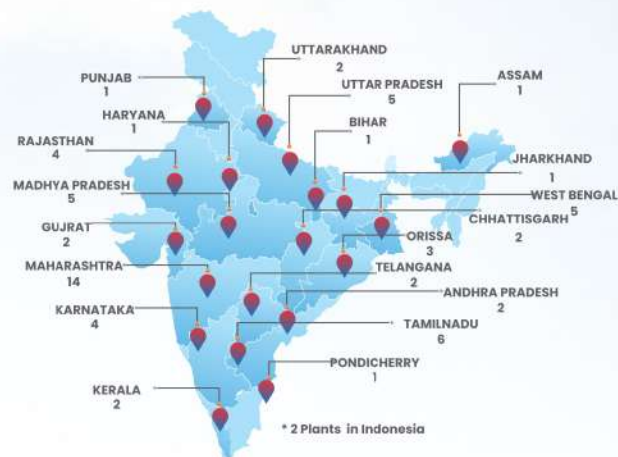 UTTARAKHAND
2
PUNJAB
1
ASSAM
1
UTTAR PRADESH
5
HARYANA
1
BIHAR
1
RAJASTHAN
4
JHARKHAND
1
MADHYA PRADESH
5
WEST BENGAL
5
CHHATTISGARH
2
GUJRAT
2
ORISSA
3
MAHARASHTRA
14
TELANGANA
2
ANDHRA PRADESH
2
KARNATAKA
4
TAMILNADU
6
PONDICHERRY
1
KERALA
2
* 2 Plants in Indonesia